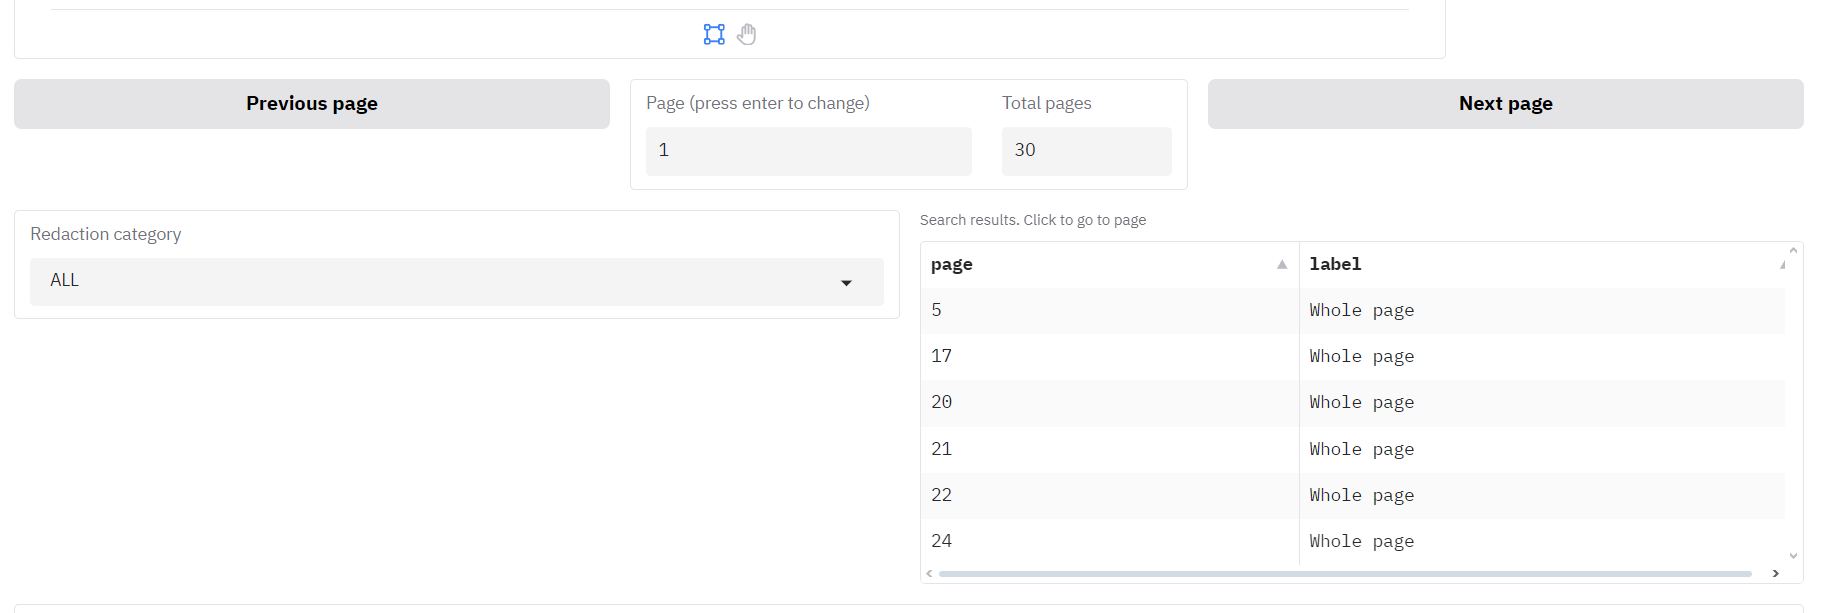 Previous page
Page (press enter to change)
1
Total pages
30
Next page
Redaction category
ALL
Search results. Click to go to page
page label
5 Whole page
17 Whole page
20 Whole page
21 Whole page
22 Whole page
24 Whole page